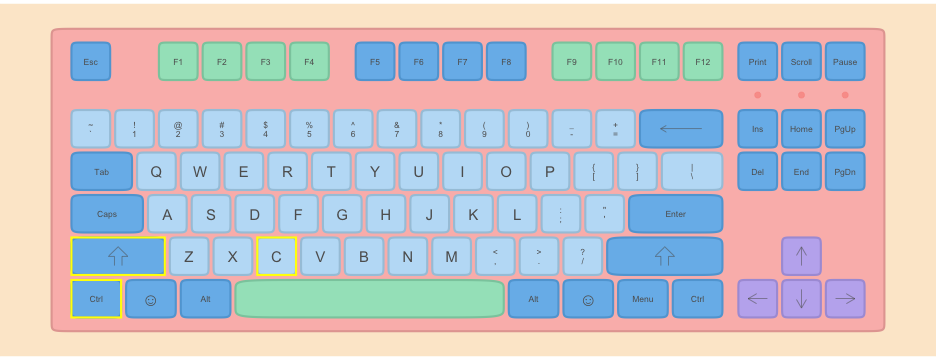 Esc F1 F2 F3 F4 F5 F6 F7 F8 F9 F10 F11 F12 Print Scroll Pause
~ ! @ # $ % ^ & * ( ) _ +
` 1 2 3 4 5 6 7 8 9 0 - = Ins Home PgUp
Tab Q W E R T Y U I O P { } | Del End PgDn
[ ] \
Caps A S D F G H J K L : " Enter
; '
Z X C V B N M < > ?
, . /
Ctrl ☺ Alt Alt ☺ Menu Ctrl